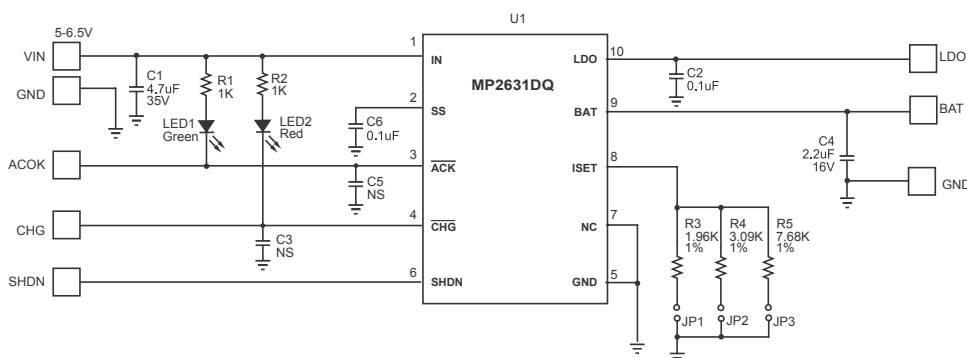 U1
5-6.5V
VIN
1
IN
C1
4.7uF
35V
R1
1K
R2
1K
GND
2
SS
LED1
Green
LED2
Red
C6
0.1uF
ACOK
3
ACK
C5
NS
CHG
4
CHG
C3
NS
SHDN
6
SHDN
MP2631DQ
10
LDO
LDO
C2
0.1uF
9
BAT
BAT
C4
2.2uF
16V
8
ISET
GND
7
NC
R3
1.96K
1%
R4
3.09K
1%
R5
7.68K
1%
5
GND
JP1
JP2
JP3